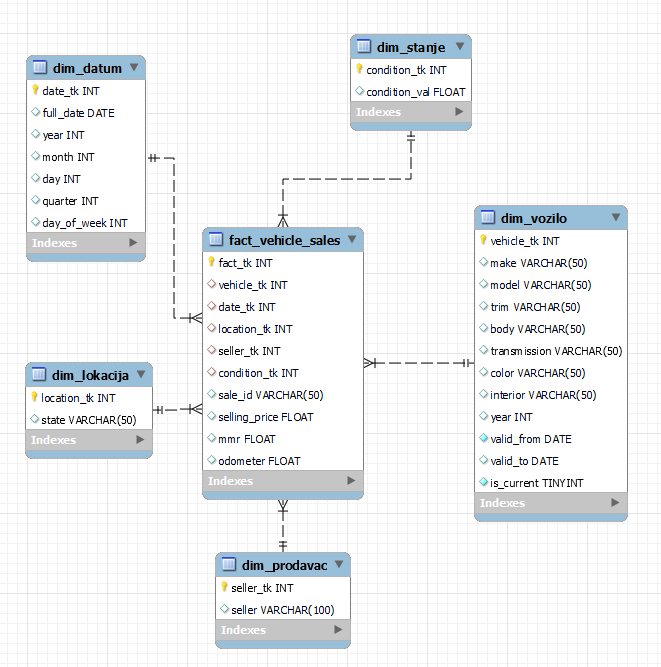 dim_datum
date_tk INT
full_date DATE
year INT
month INT
day INT
quarter INT
day_of_week INT
Indexes
dim_stanje
condition_tk INT
condition_val FLOAT
Indexes
fact_vehicle_sales
fact_tk INT
vehicle_tk INT
date_tk INT
location_tk INT
seller_tk INT
condition_tk INT
sale_id VARCHAR(50)
selling_price FLOAT
mmr FLOAT
odometer FLOAT
Indexes
dim_vozilo
vehicle_tk INT
make VARCHAR(50)
model VARCHAR(50)
trim VARCHAR(50)
body VARCHAR(50)
transmission VARCHAR(50)
color VARCHAR(50)
interior VARCHAR(50)
year INT
valid_from DATE
valid_to DATE
is_current TINYINT
Indexes
dim_lokacija
location_tk INT
state VARCHAR(50)
Indexes
dim_prodavac
seller_tk INT
seller VARCHAR(100)
Indexes